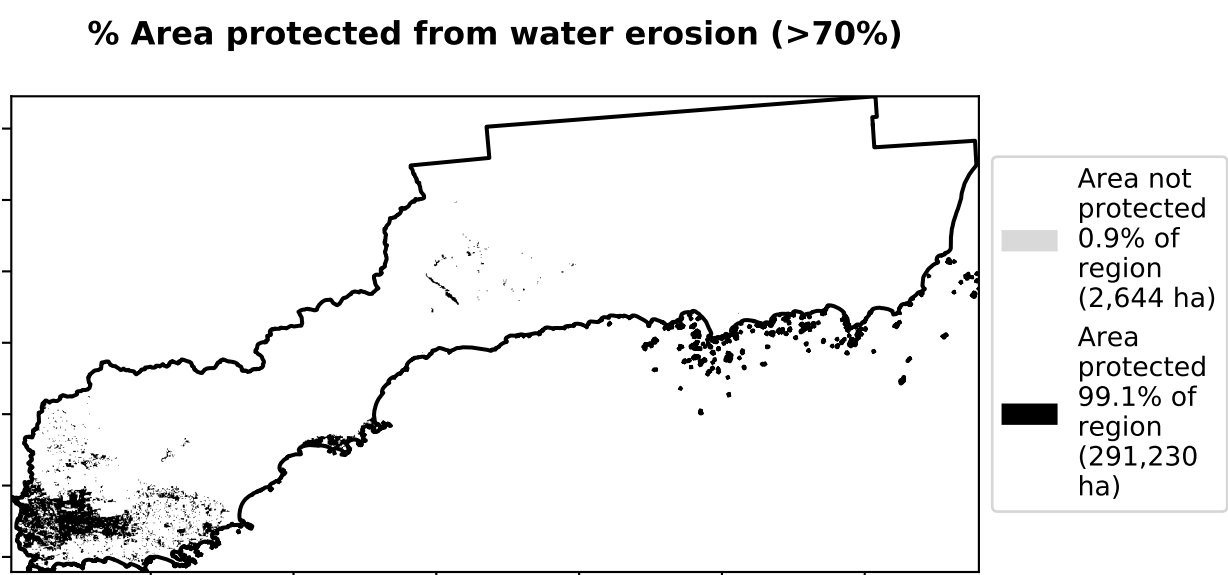 % Area protected from water erosion (>70%)
Area not
protected
0.9% of
region
(2,644 ha)
Area
protected
99.1% of
region
(291,230
ha)